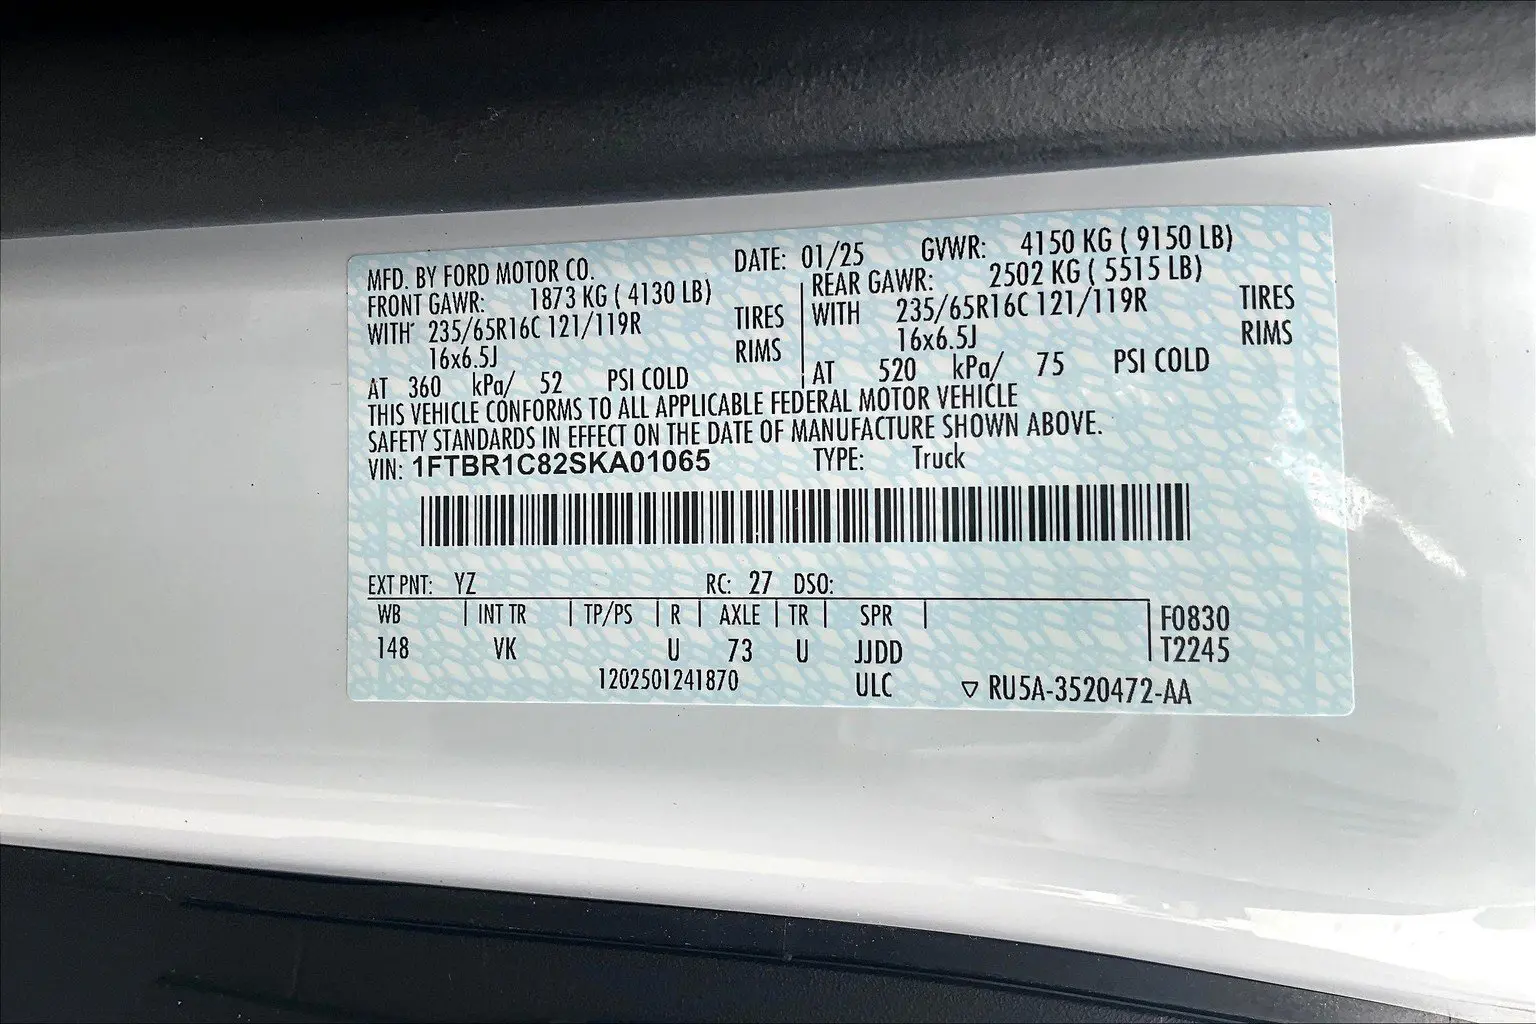 MFD. BY FORD MOTOR CO. DATE: 01/25 GVWR: 4150 KG ( 9150 LB)
FRONT GAWR: 1873 KG ( 4130 LB) REAR GAWR: 2502 KG ( 5515 LB)
WITH 235/65R16C 121/119R TIRES WITH 235/65R16C 121/119R TIRES
16x6.5J RIMS 16x6.5J RIMS
AT 360 kPa/ 52 PSI COLD AT 520 kPa/ 75 PSI COLD
THIS VEHICLE CONFORMS TO ALL APPLICABLE FEDERAL MOTOR VEHICLE
SAFETY STANDARDS IN EFFECT ON THE DATE OF MANUFACTURE SHOWN ABOVE.
VIN: 1FTBR1C82SKA01065 TYPE: Truck
EXT PNT: YZ RC: 27 DSO:
WB INT TR TP/PS R AXLE TR SPR F0830
148 VK U 73 U JJDD T2245
1202501241870 ULC ▽ RU5A-3520472-AA